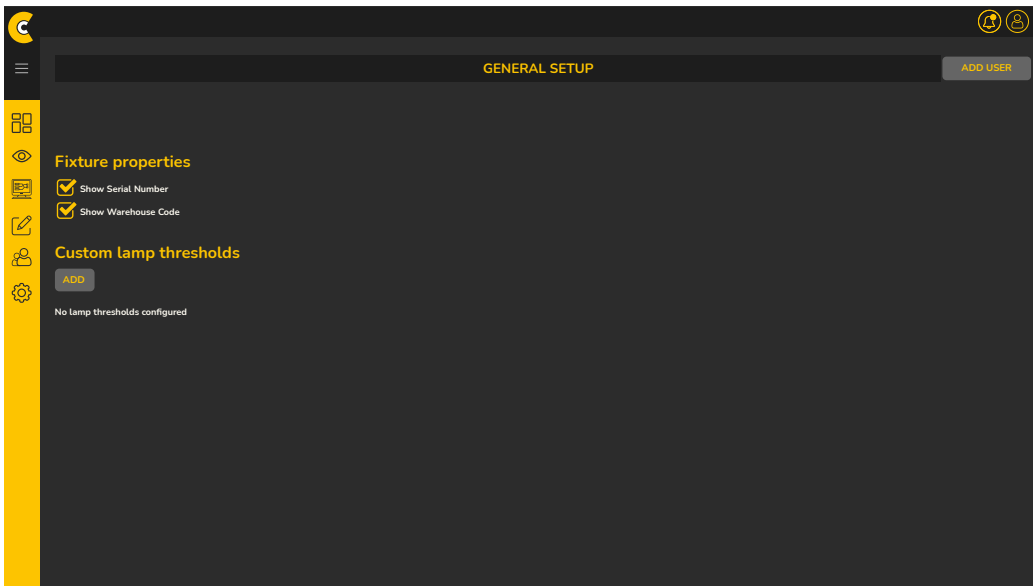 GENERAL SETUP
ADD USER
Fixture properties
Show Serial Number
Show Warehouse Code
Custom lamp thresholds
ADD
No lamp thresholds configured